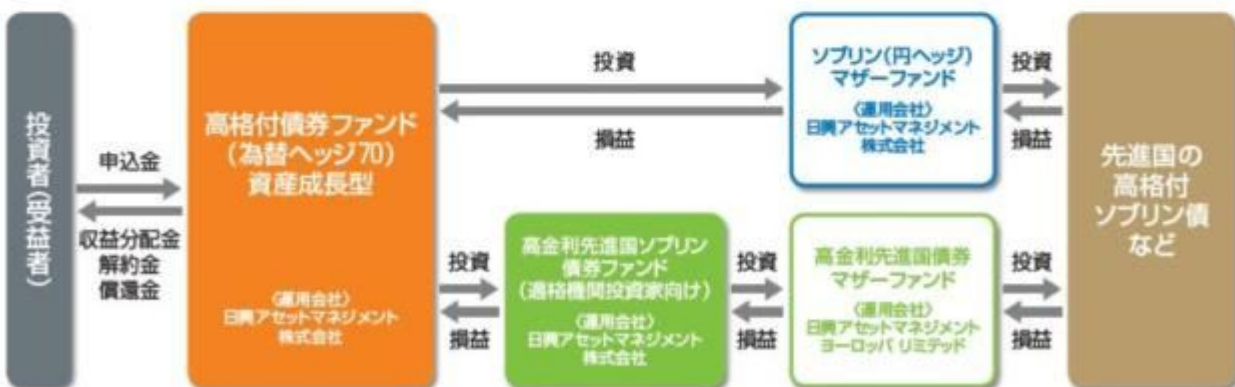 投資者(受益者)
申込金
収益分配金
解約金
償還金
高格付債券ファンド
(為替ヘッジ70)
資産成長型
〈運用会社〉
日興アセットマネジメント
株式会社
投資
損益
ソブリン(円ヘッジ)
マザーファンド
〈運用会社〉
日興アセットマネジメント
株式会社
投資
損益
投資
損益
高金利先進国ソブリン
債券ファンド
(適格機関投資家向け)
〈運用会社〉
日興アセットマネジメント
株式会社
投資
損益
高金利先進国債券
マザーファンド
〈運用会社〉
日興アセットマネジメント
ヨーロッパ リミテッド
投資
損益
先進国の
高格付
ソブリン債
など